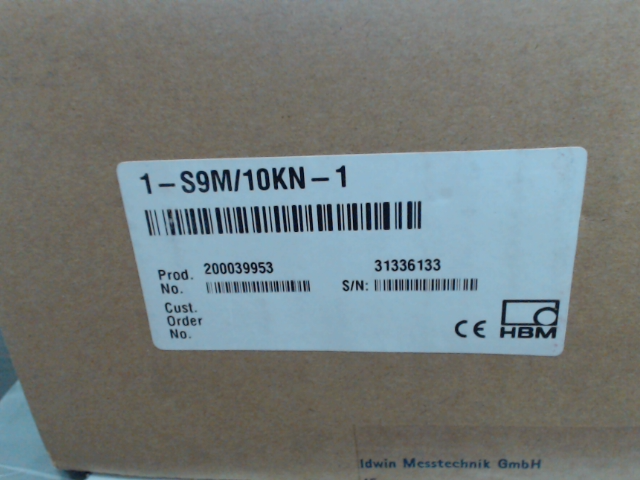 1-S9M/10KN-1
Prod. No. 200039953
S/N: 31336133
Cust. Order No.
CE HBM
ldwin Messtechnik GmbH